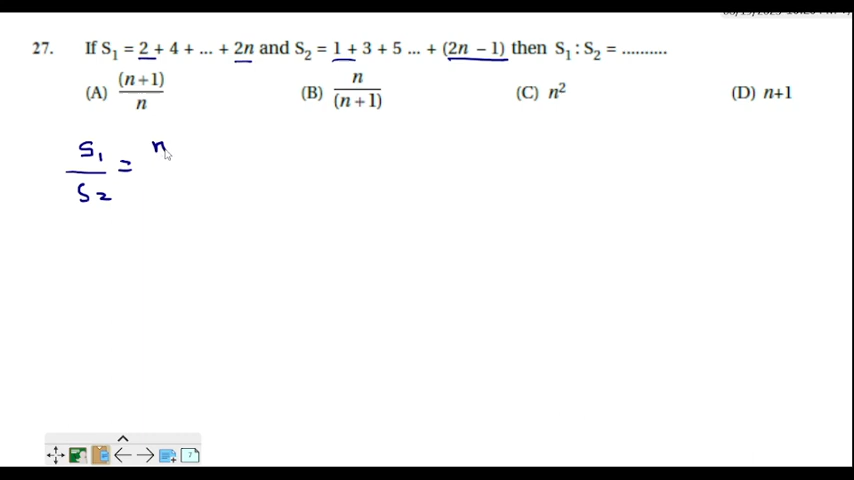 27. If S₁ = 2 + 4 + ... + 2n and S₂ = 1 + 3 + 5 ... + (2n − 1) then S₁ : S₂ = ..........
(A) (n+1)/n (B) n/(n+1) (C) n² (D) n+1
S₁/S₂ = n
7